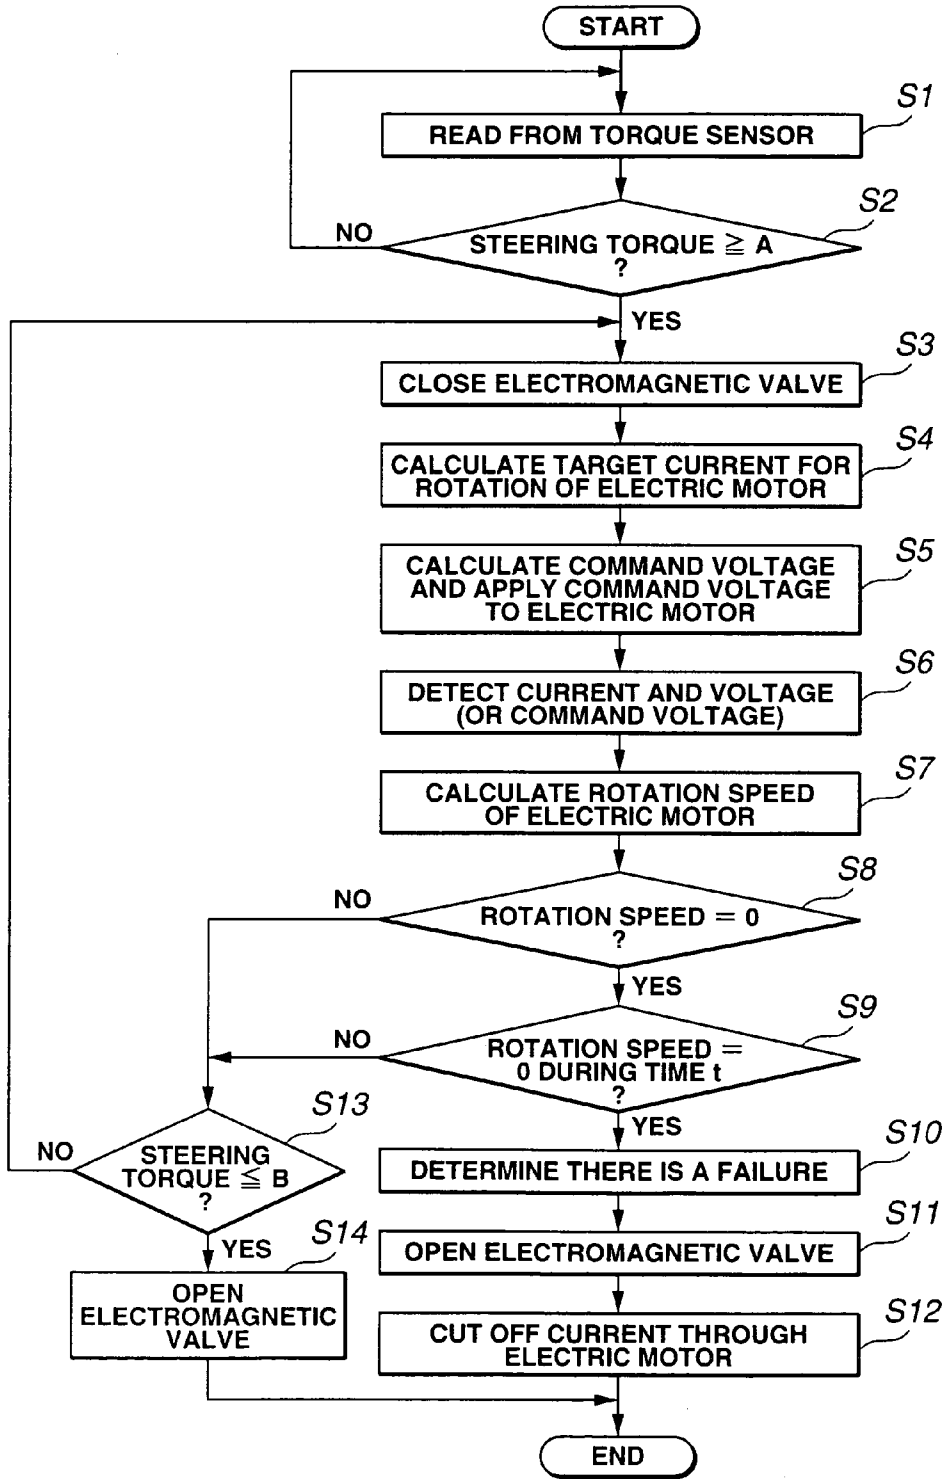 START
S1
READ FROM TORQUE SENSOR
S2
NO
STEERING TORQUE ≧ A
?
YES
S3
CLOSE ELECTROMAGNETIC VALVE
S4
CALCULATE TARGET CURRENT FOR
ROTATION OF ELECTRIC MOTOR
S5
CALCULATE COMMAND VOLTAGE
AND APPLY COMMAND VOLTAGE
TO ELECTRIC MOTOR
S6
DETECT CURRENT AND VOLTAGE
(OR COMMAND VOLTAGE)
S7
CALCULATE ROTATION SPEED
OF ELECTRIC MOTOR
S8
NO
ROTATION SPEED = 0
?
YES
S9
NO
ROTATION SPEED =
0 DURING TIME t
?
YES
S13
NO
STEERING
TORQUE ≦ B
?
YES
S10
DETERMINE THERE IS A FAILURE
S11
OPEN ELECTROMAGNETIC VALVE
S14
OPEN
ELECTROMAGNETIC
VALVE
S12
CUT OFF CURRENT THROUGH
ELECTRIC MOTOR
END